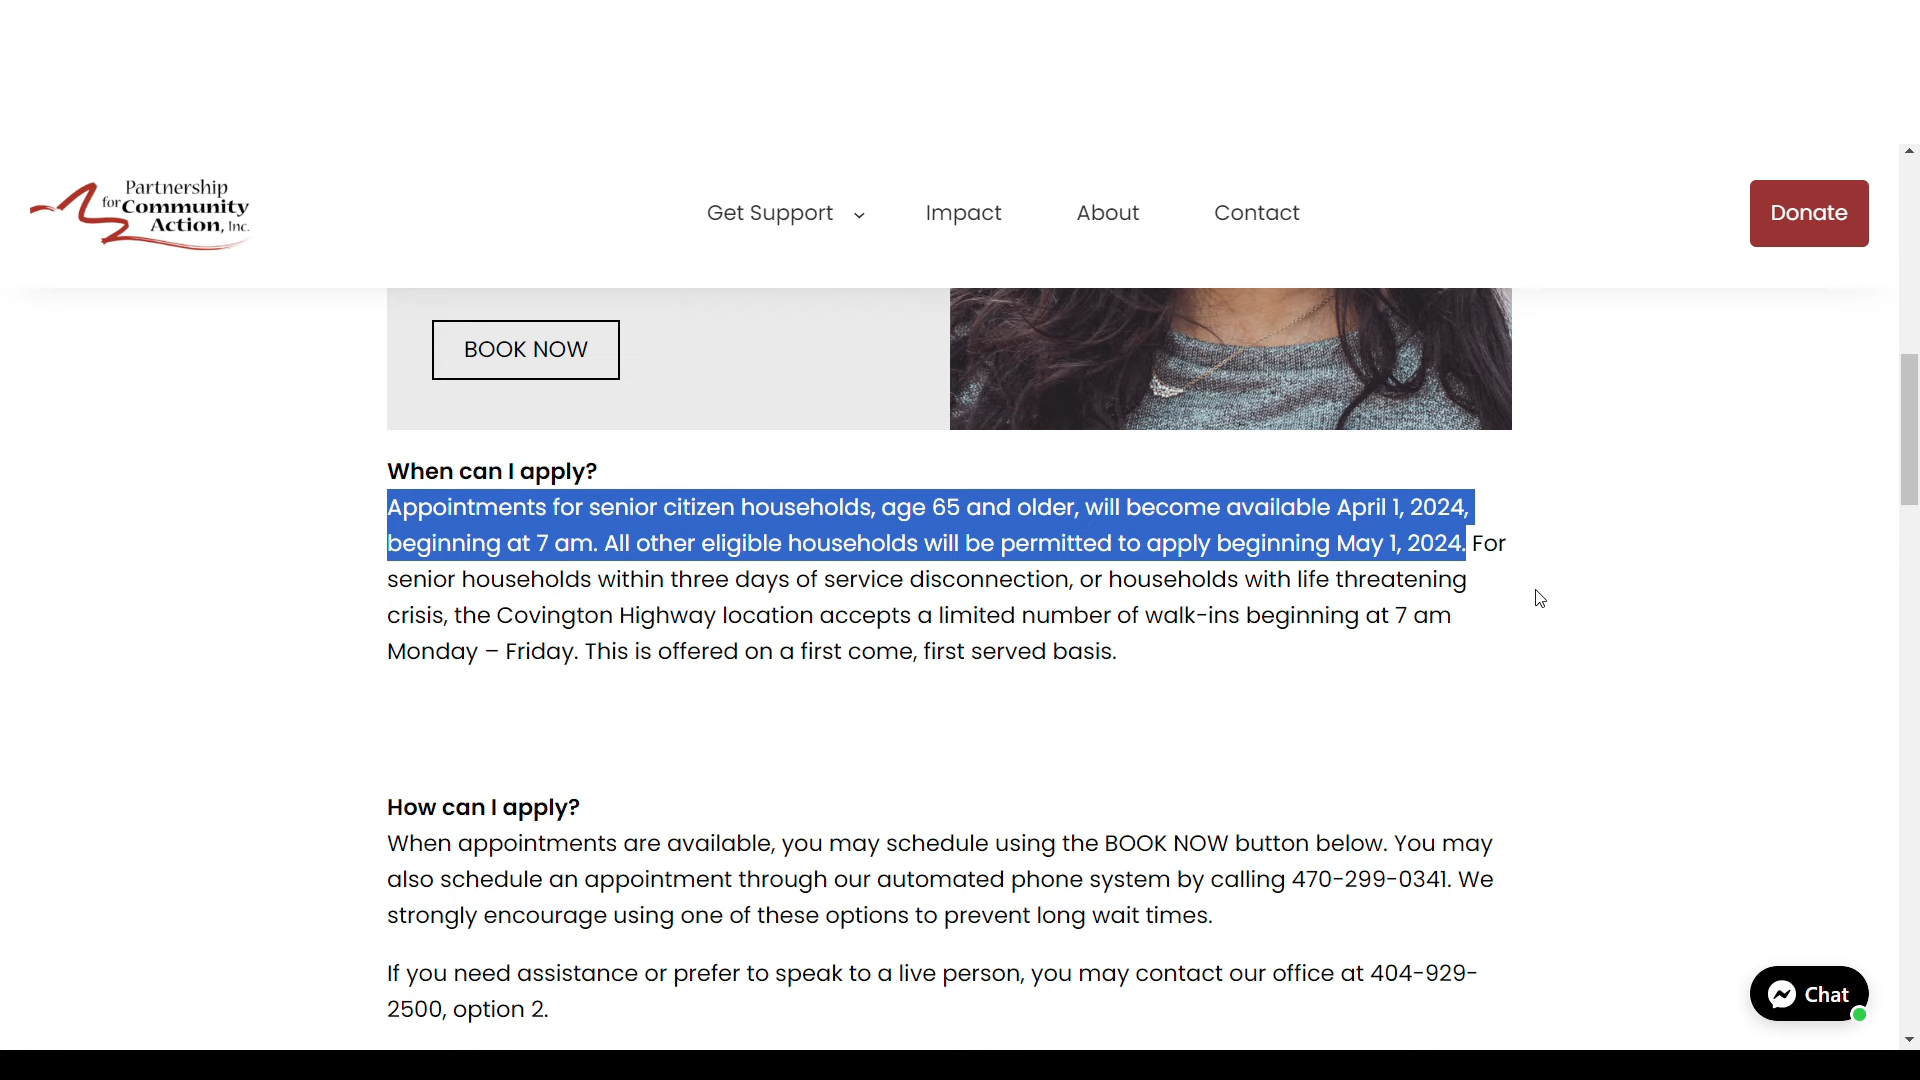 Partnership
for Community
Action, Inc.
Get Support
Impact
About
Contact
Donate
BOOK NOW
When can I apply?
Appointments for senior citizen households, age 65 and older, will become available April 1, 2024,
beginning at 7 am. All other eligible households will be permitted to apply beginning May 1, 2024. For
senior households within three days of service disconnection, or households with life threatening
crisis, the Covington Highway location accepts a limited number of walk-ins beginning at 7 am
Monday – Friday. This is offered on a first come, first served basis.
How can I apply?
When appointments are available, you may schedule using the BOOK NOW button below. You may
also schedule an appointment through our automated phone system by calling 470-299-0341. We
strongly encourage using one of these options to prevent long wait times.
If you need assistance or prefer to speak to a live person, you may contact our office at 404-929-
2500, option 2.
Chat